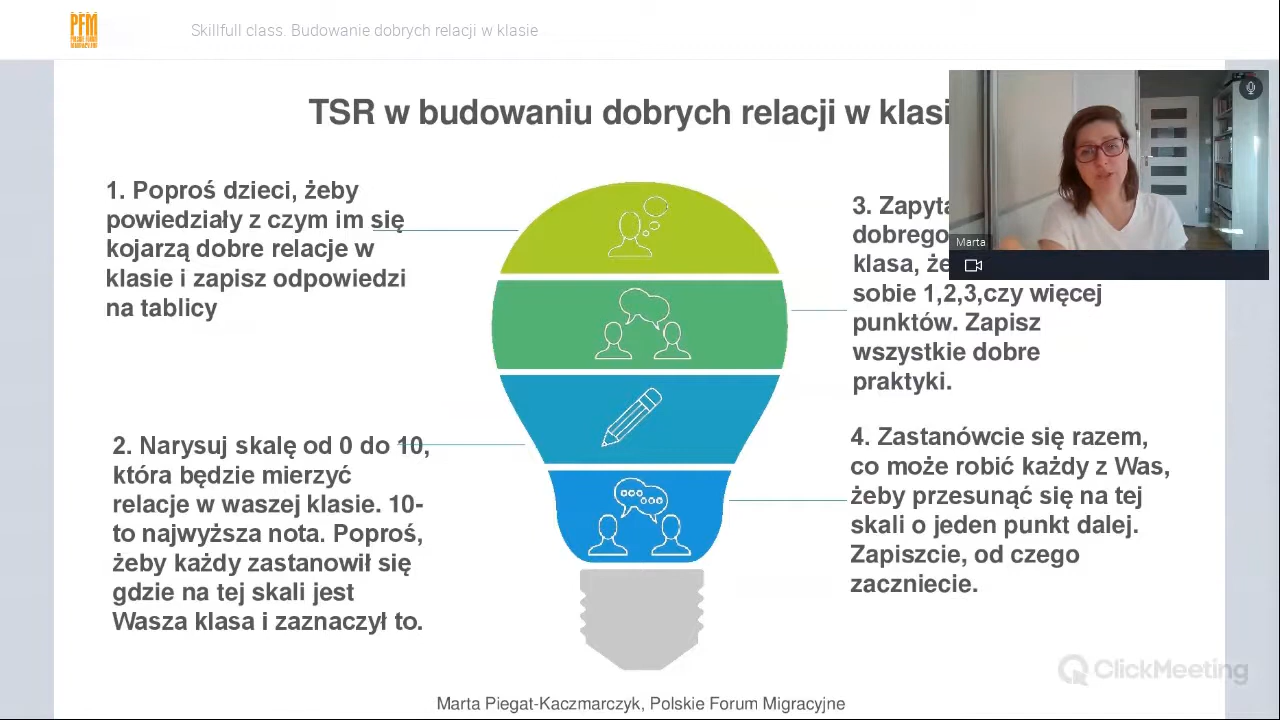 PFM
Skillfull class. Budowanie dobrych relacji w klasie
TSR w budowaniu dobrych relacji w klasi
1. Poproś dzieci, żeby
powiedziały z czym im się
kojarzą dobre relacje w
klasie i zapisz odpowiedzi
na tablicy
2. Narysuj skalę od 0 do 10,
która będzie mierzyć
relacje w waszej klasie. 10-
to najwyższa nota. Poproś,
żeby każdy zastanowił się
gdzie na tej skali jest
Wasza klasa i zaznaczył to.
3. Zapyta
dobrego
klasa, że
sobie 1,2,3,czy więcej
punktów. Zapisz
wszystkie dobre
praktyki.
4. Zastanówcie się razem,
co może robić każdy z Was,
żeby przesunąć się na tej
skali o jeden punkt dalej.
Zapiszcie, od czego
zaczniecie.
Marta
ClickMeeting
Marta Piegat-Kaczmarczyk, Polskie Forum Migracyjne